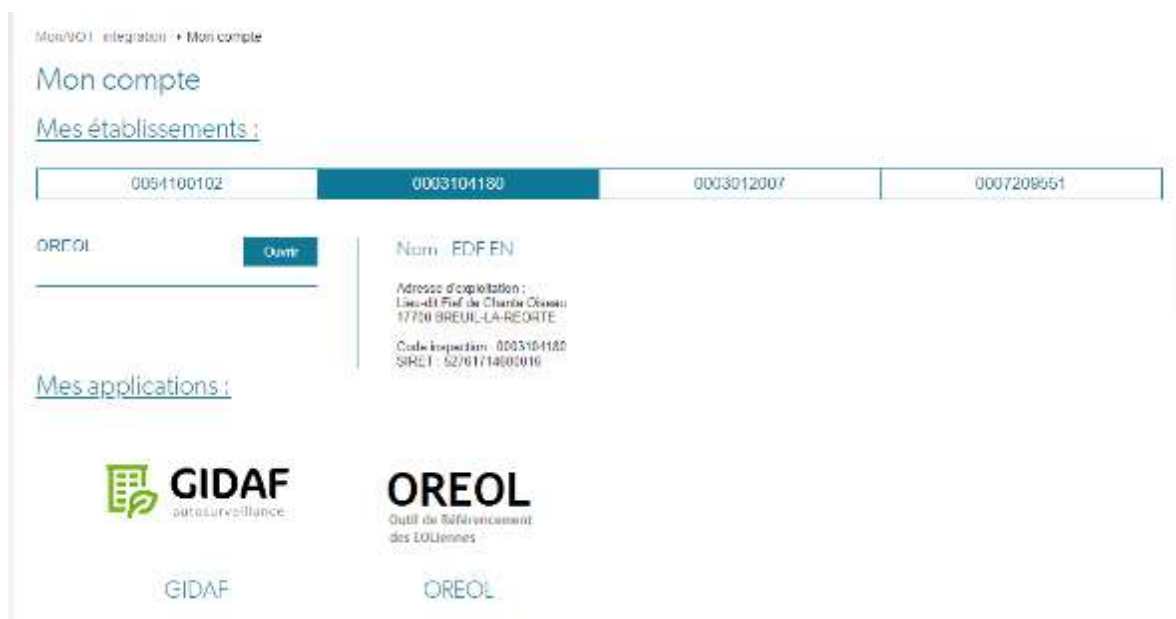 MonAIOT integration › Mon compte
Mon compte
Mes établissements :
0054100102 0003104180 0003012007 0007209551
OREOL Ouvrir
Nom EDF EN
Adresse d'exploitation :
Lieu-dit Fief de Chante Oiseau
17700 BREUIL-LA-REORTE
Code inspection : 0003104180
SIRET : 52761714600016
Mes applications :
GIDAF
autosurveillance
OREOL
Outil de Référencement
des EOLiennes
GIDAF OREOL